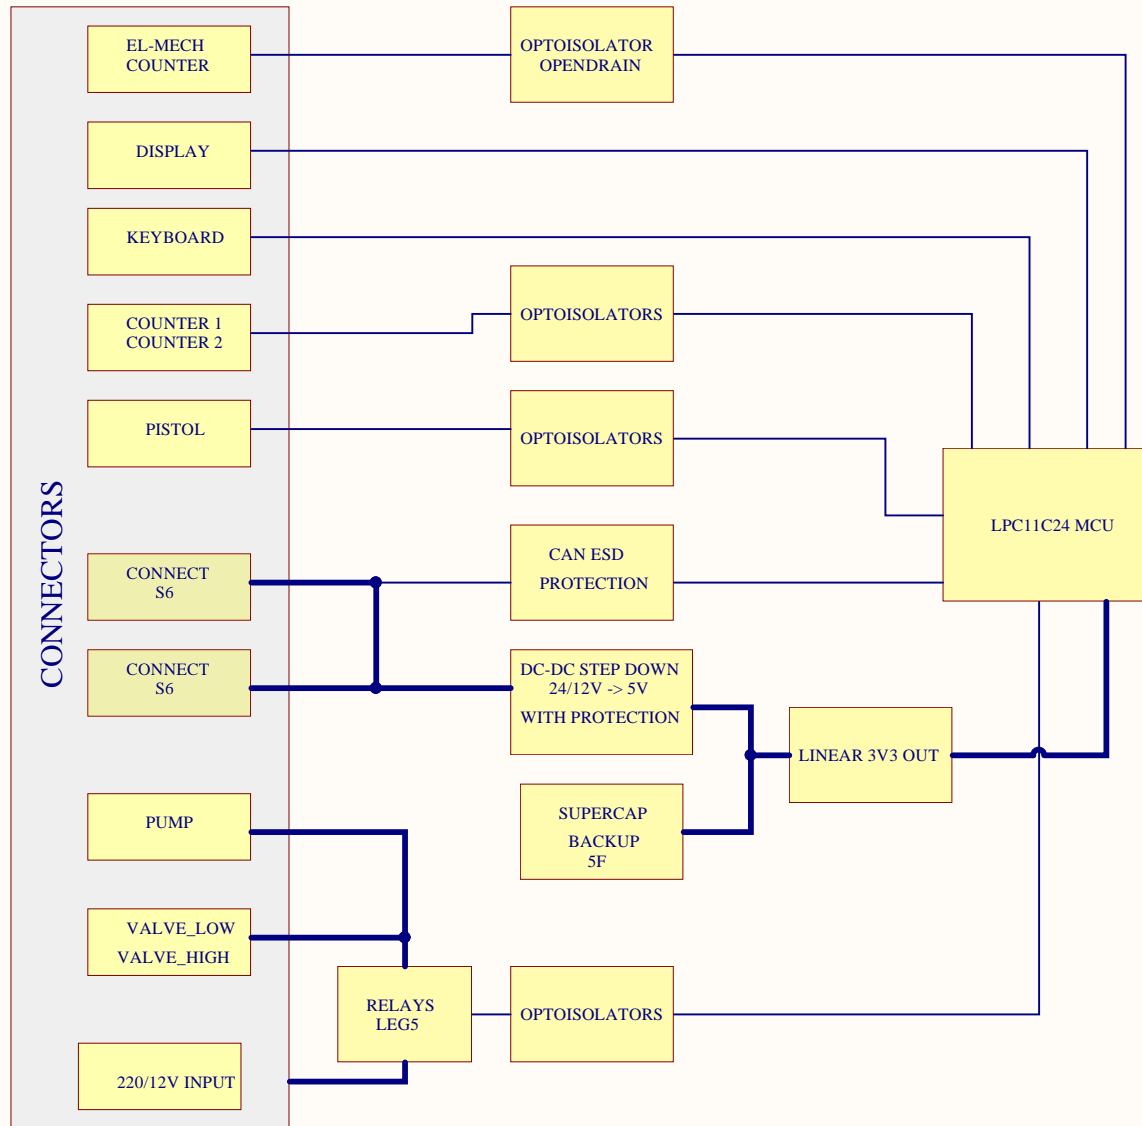 EL-MECH
COUNTER
OPTOISOLATOR
OPENDRAIN
DISPLAY
KEYBOARD
COUNTER 1
COUNTER 2
OPTOISOLATORS
PISTOL
OPTOISOLATORS
LPC11C24 MCU
CONNECTORS
CONNECT
S6
CAN ESD
PROTECTION
CONNECT
S6
DC-DC STEP DOWN
24/12V -> 5V
WITH PROTECTION
LINEAR 3V3 OUT
SUPERCAP
BACKUP
5F
PUMP
VALVE_LOW
VALVE_HIGH
RELAYS
LEG5
OPTOISOLATORS
220/12V INPUT